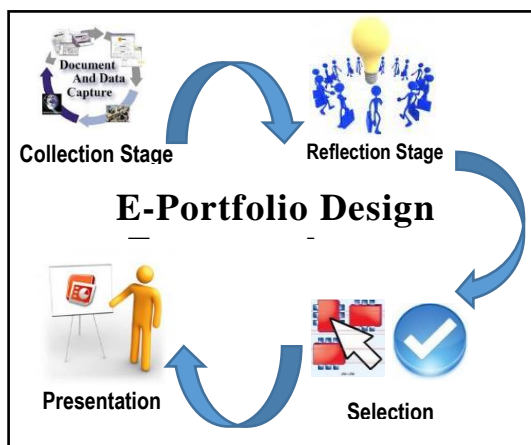 Document
And Data
Capture
Collection Stage
Reflection Stage
E-Portfolio Design
Presentation
Selection